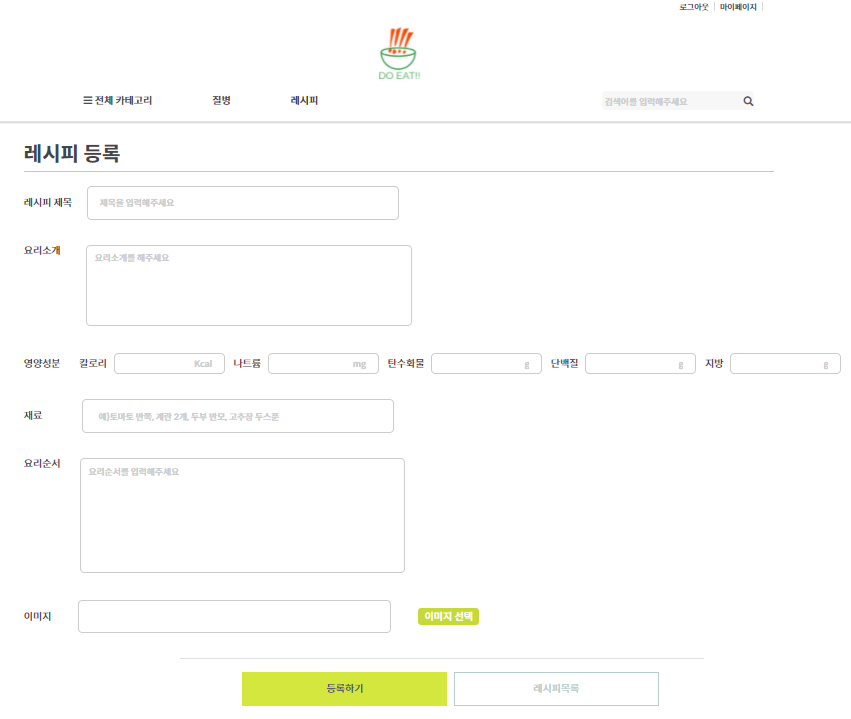 로그아웃 마이페이지
DO EAT!!
전체 카테고리 질병 레시피 검색어를 입력해주세요
레시피 등록
레시피 제목 제목을 입력해주세요
요리소개 요리소개를 해주세요
영양성분 칼로리 Kcal 나트륨 mg 탄수화물 g 단백질 g 지방 g
재료 예)토마토 반쪽, 계란 2개, 두부 반모, 고추장 두스푼
요리순서 요리순서를 입력해주세요
이미지 이미지 선택
등록하기 레시피목록